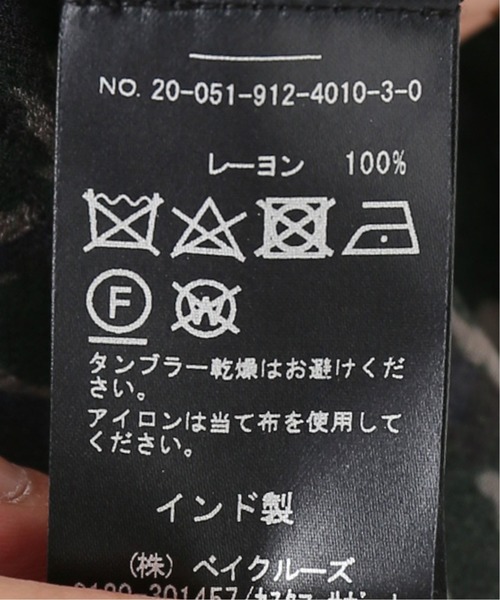 NO. 20-051-912-4010-3-0
レーヨン 100%
F W
タンブラー乾燥はお避けくだ
さい。
アイロンは当て布を使用して
ください。
インド製
(株) ベイクルーズ